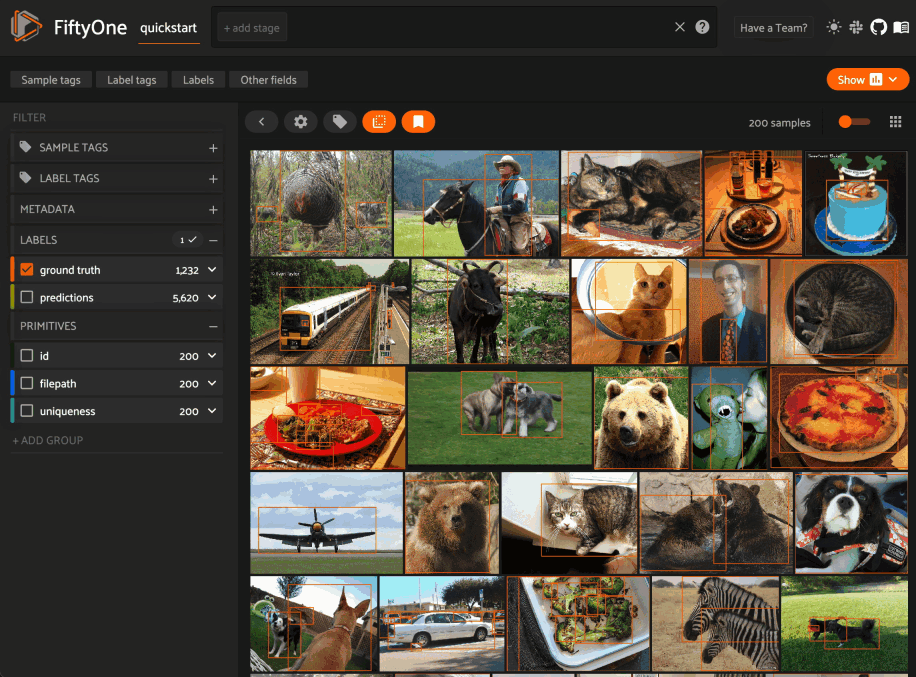 FiftyOne
quickstart
+ add stage
Have a Team?
Sample tags
Label tags
Labels
Other fields
Show
FILTER
200 samples
SAMPLE TAGS
LABEL TAGS
METADATA
LABELS
1
ground truth
1,232
predictions
5,620
PRIMITIVES
id
200
filepath
200
uniqueness
200
+ ADD GROUP